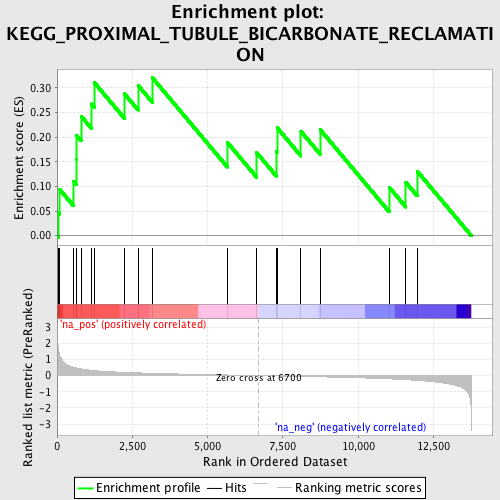 Enrichment plot:
KEGG_PROXIMAL_TUBULE_BICARBONATE_RECLAMATI
ON
Enrichment score (ES)
0.30
0.25
0.20
0.15
0.10
0.05
0.00
Ranked list metric (PreRanked)
'na_pos' (positively correlated)
3
2
1
0
-1
-2
-3
Zero cross at 6700
'na_neg' (negatively correlated)
0
2,500
5,000
7,500
10,000
12,500
Rank in Ordered Dataset
Enrichment profile
Hits
Ranking metric scores